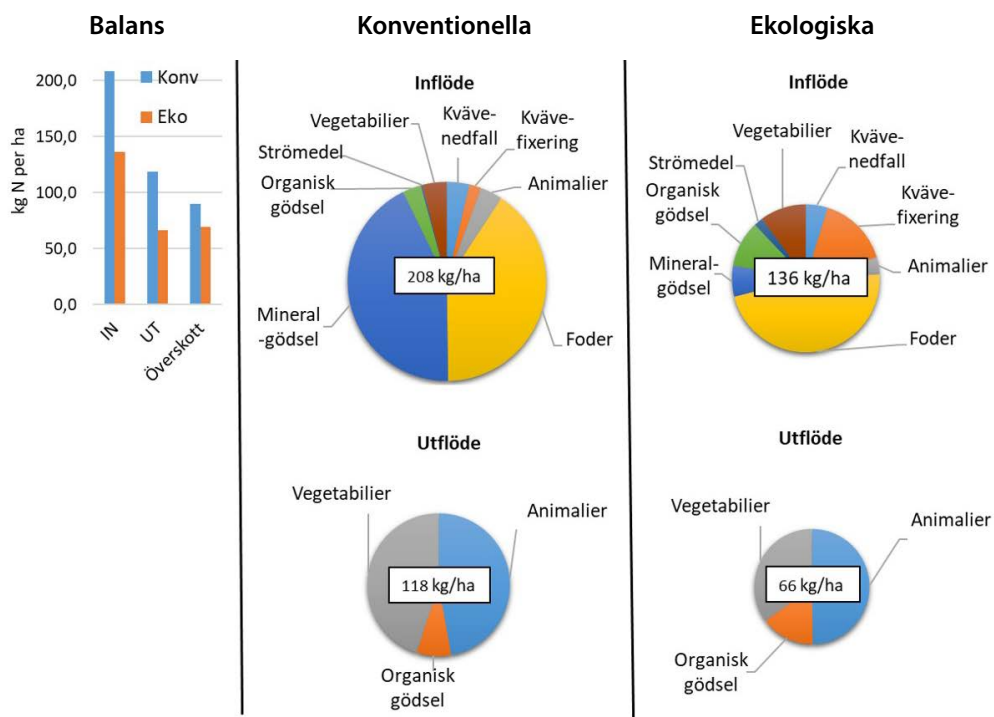 Balans
200,0
150,0
100,0
50,0
0,0
kg N per ha
Konv
Eko
IN
UT
Överskott
Konventionella
Inflöde
Vegetabilier
Kväve-
nedfall
Kväve-
fixering
Strömedel
Organisk
gödsel
Animalier
208 kg/ha
Mineral
-gödsel
Foder
Utflöde
Vegetabilier
Animalier
118 kg/ha
Organisk
gödsel
Ekologiska
Inflöde
Vegetabilier
Kväve-
nedfall
Strömedel
Organisk
gödsel
Kväve-
fixering
Mineral-
gödsel
136 kg/ha
Animalier
Foder
Utflöde
Vegetabilier
Animalier
66 kg/ha
Organisk
gödsel